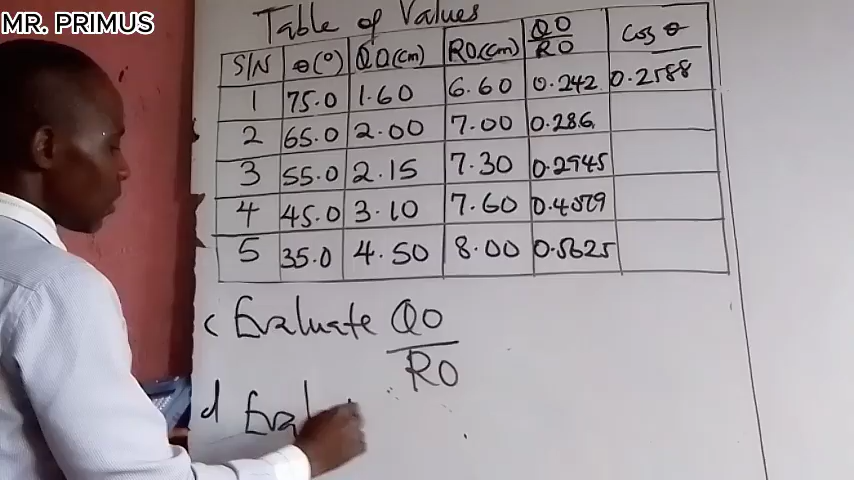 MR. PRIMUS
Table of Values
S/N θ(°) QO(cm) RO(cm) QO/RO Cos θ
1 75.0 1.60 6.60 0.242 0.2588
2 65.0 2.00 7.00 0.286
3 55.0 2.15 7.30 0.2945
4 45.0 3.10 7.60 0.4079
5 35.0 4.50 8.00 0.5625
c Evaluate QO
RO
d Eval